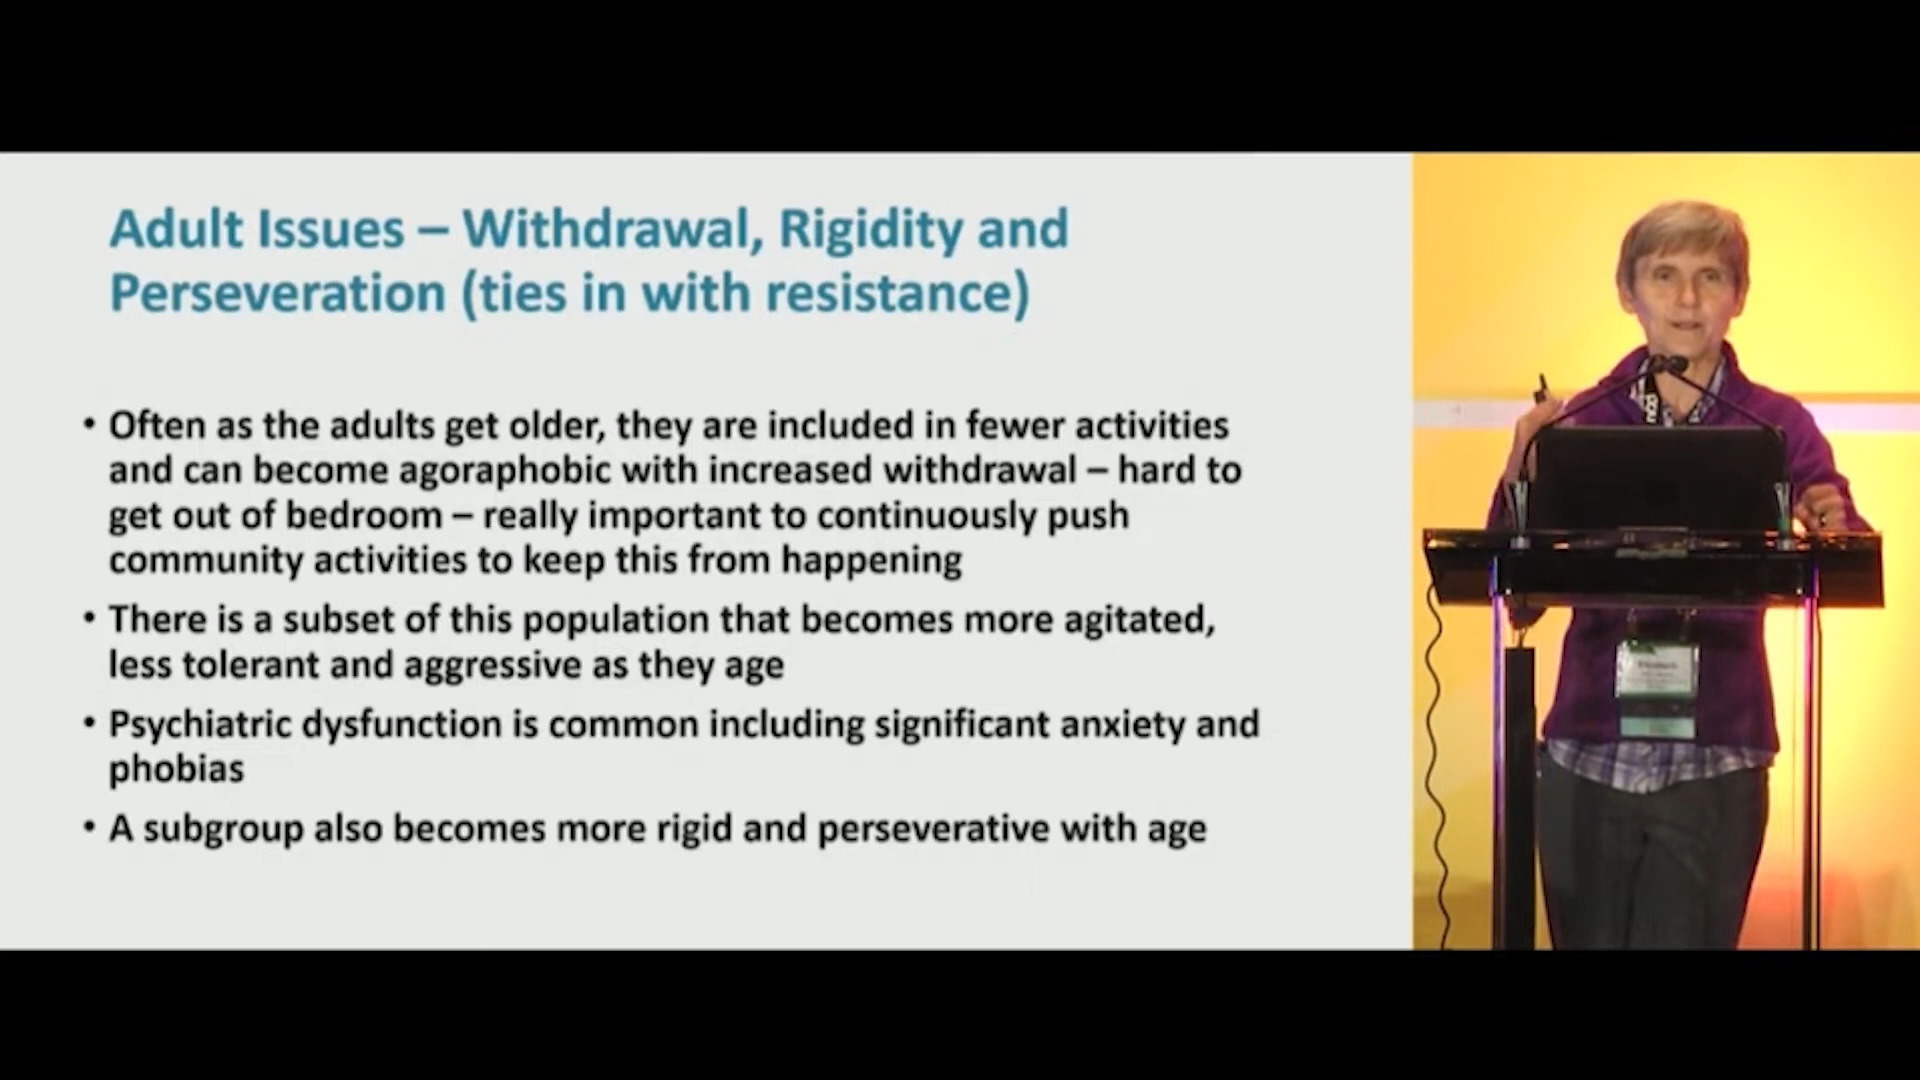 Adult Issues – Withdrawal, Rigidity and
Perseveration (ties in with resistance)
• Often as the adults get older, they are included in fewer activities
and can become agoraphobic with increased withdrawal – hard to
get out of bedroom – really important to continuously push
community activities to keep this from happening
• There is a subset of this population that becomes more agitated,
less tolerant and aggressive as they age
• Psychiatric dysfunction is common including significant anxiety and
phobias
• A subgroup also becomes more rigid and perseverative with age